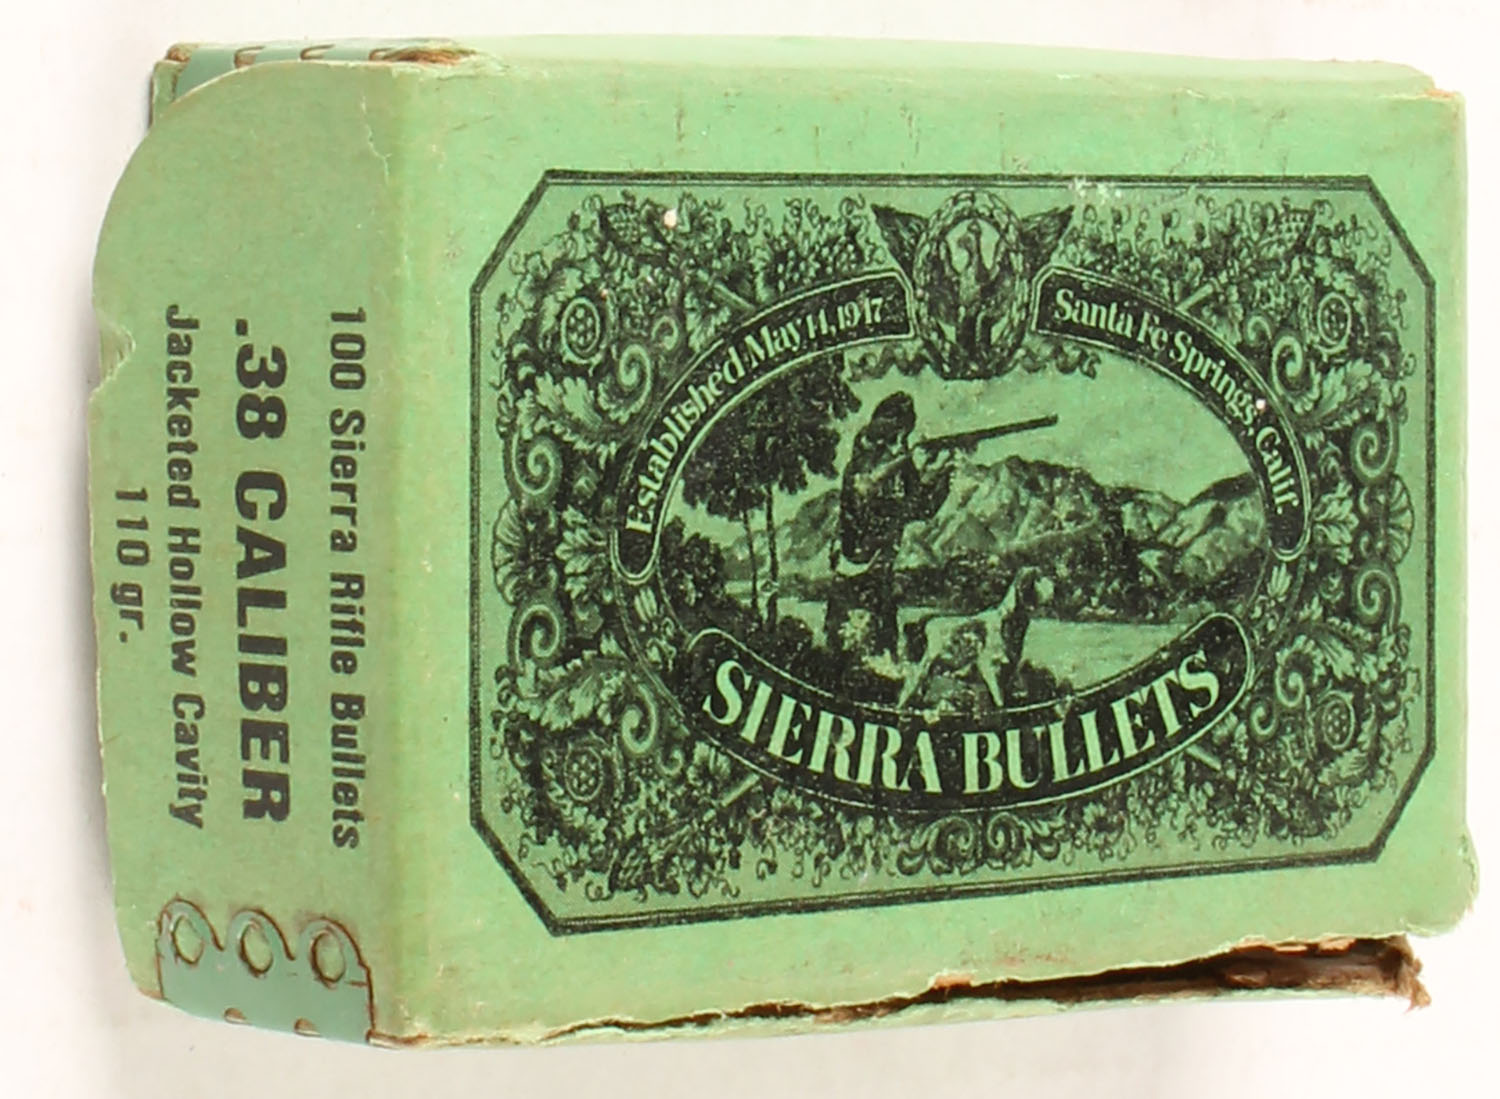 Established May 14, 1947
Santa Fe Springs, Calif.
SIERRA BULLETS
100 Sierra Rifle Bullets
.38 CALIBER
Jacketed Hollow Cavity
110 gr.